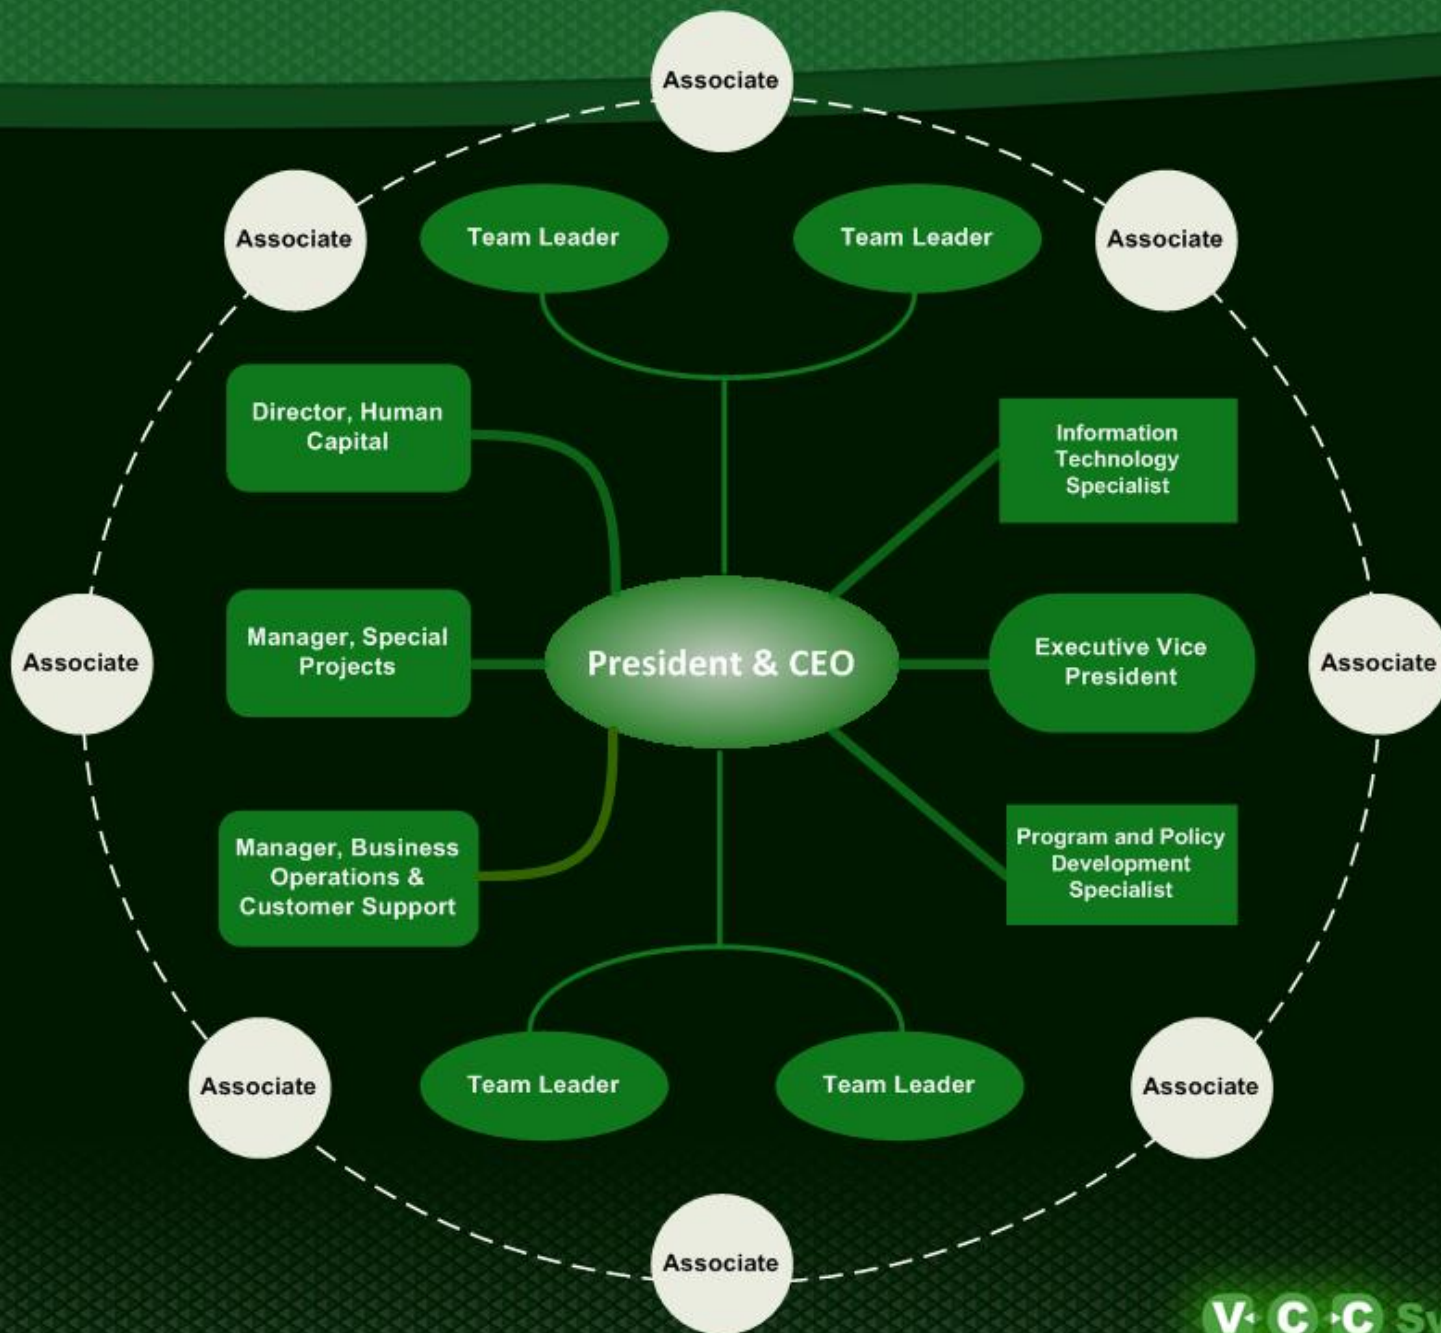 Associate
Associate
Team Leader
Team Leader
Associate
Director, Human
Capital
Information
Technology
Specialist
Manager, Special
Projects
President & CEO
Executive Vice
President
Associate
Associate
Manager, Business
Operations &
Customer Support
Program and Policy
Development
Specialist
Associate
Team Leader
Team Leader
Associate
Associate
V C C